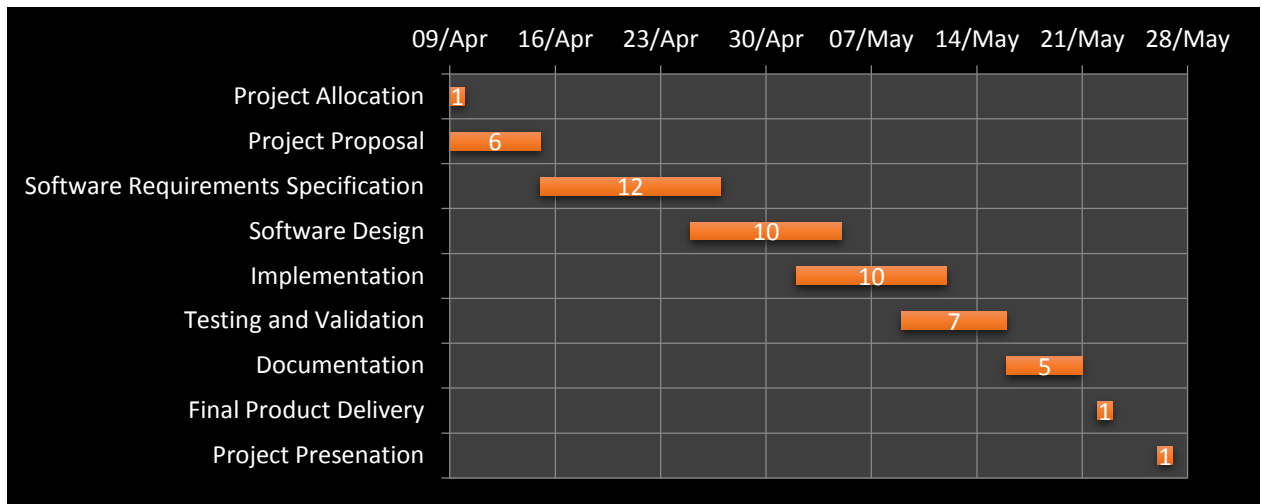 09/Apr 16/Apr 23/Apr 30/Apr 07/May 14/May 21/May 28/May
Project Allocation 1
Project Proposal 6
Software Requirements Specification 12
Software Design 10
Implementation 10
Testing and Validation 7
Documentation 5
Final Product Delivery 1
Project Presenation 1